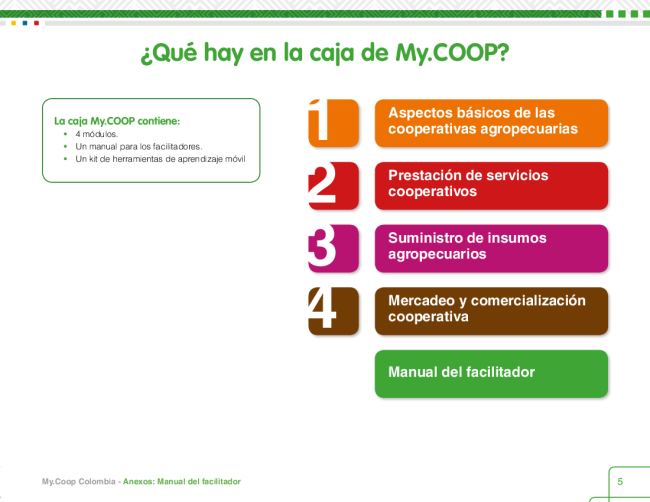 ¿Qué hay en la caja de My.COOP?
La caja My.COOP contiene:
• 4 módulos.
• Un manual para los facilitadores.
• Un kit de herramientas de aprendizaje móvil
1
Aspectos básicos de las
cooperativas agropecuarias
2
Prestación de servicios
cooperativos
3
Suministro de insumos
agropecuarios
4
Mercadeo y comercialización
cooperativa
Manual del facilitador
My.Coop Colombia - Anexos: Manual del facilitador
5